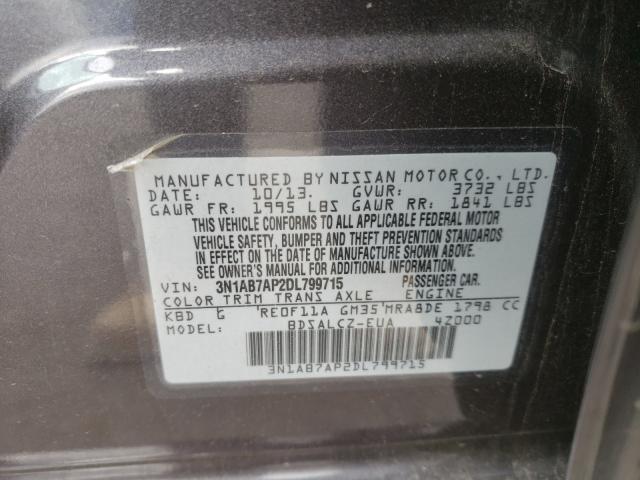 MANUFACTURED BY NISSAN MOTOR CO., LTD.
DATE: 10/13. GVWR: 3732 LBS
GAWR FR: 1995 LBS GAWR RR: 1841 LBS
THIS VEHICLE CONFORMS TO ALL APPLICABLE FEDERAL MOTOR
VEHICLE SAFETY, BUMPER AND THEFT PREVENTION STANDARDS
IN EFFECT ON THE DATE OF MANUFACTURE SHOWN ABOVE.
SEE OWNER'S MANUAL FOR ADDITIONAL INFORMATION.
VIN: 3N1AB7AP2DL799715 PASSENGER CAR.
COLOR TRIM TRANS AXLE ENGINE
KBD G RE0F11A GM35 MRA8DE 1798 CC
BDSALCZ-EUA 4Z000
3N1AB7AP2DL799715